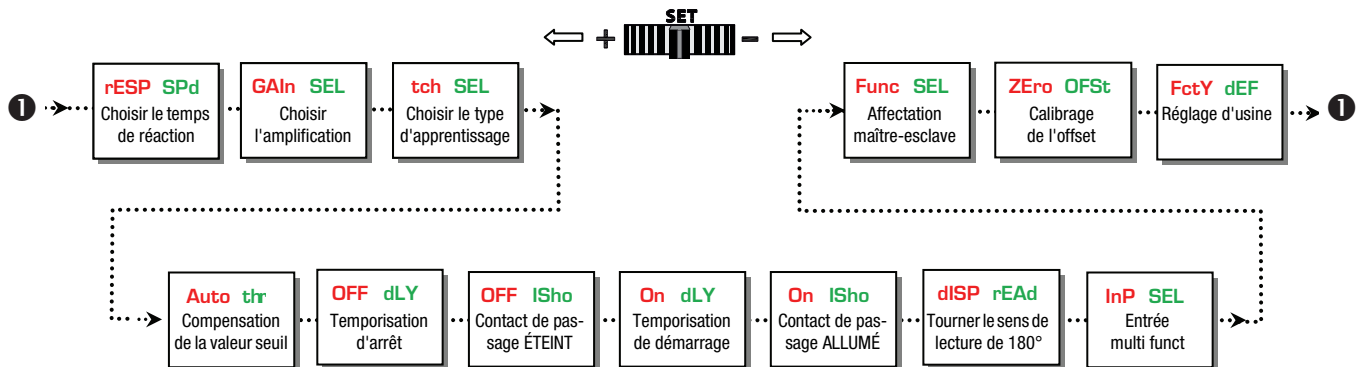 SET
+ -
❶
rESP SPd
Choisir le temps
de réaction
GAIn SEL
Choisir
l'amplification
tch SEL
Choisir le type
d'apprentissage
Auto thr
Compensation
de la valeur seuil
OFF dLY
Temporisation
d'arrêt
OFF ISho
Contact de pas-
sage ÉTEINT
On dLY
Temporisation
de démarrage
On ISho
Contact de pas-
sage ALLUMÉ
dISP rEAd
Tourner le sens de
lecture de 180°
InP SEL
Entrée
multi funct
Func SEL
Affectation
maître-esclave
ZEro OFSt
Calibrage
de l'offset
FctY dEF
Réglage d'usine
❶